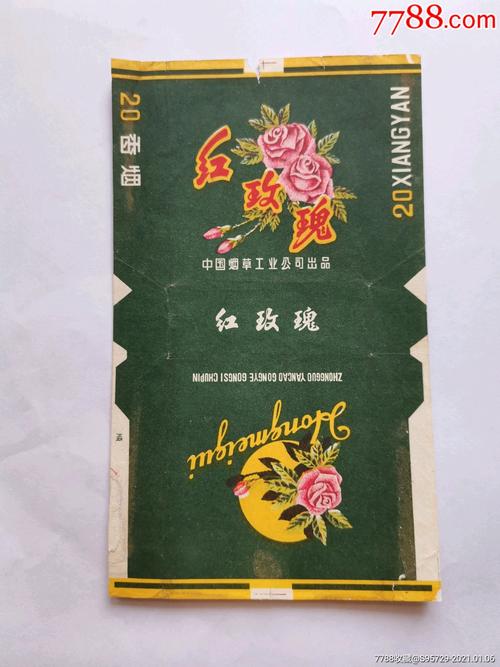 7788.com
20 香烟
20 XIANGYAN
红玫瑰
中国烟草工业公司出品
红玫瑰
ZHONGGUO YANCAO GONGYE GONGSI CHUPIN
Hongmeigui
7788收藏@S95729-2021.01.06